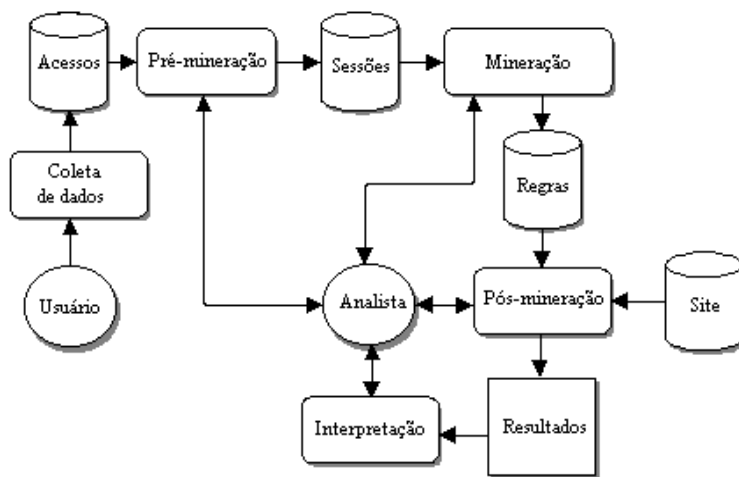 Acessos
Pré-mineração
Sessões
Mineração
Coleta
de dados
Regras
Usuário
Analista
Pós-mineração
Site
Interpretação
Resultados